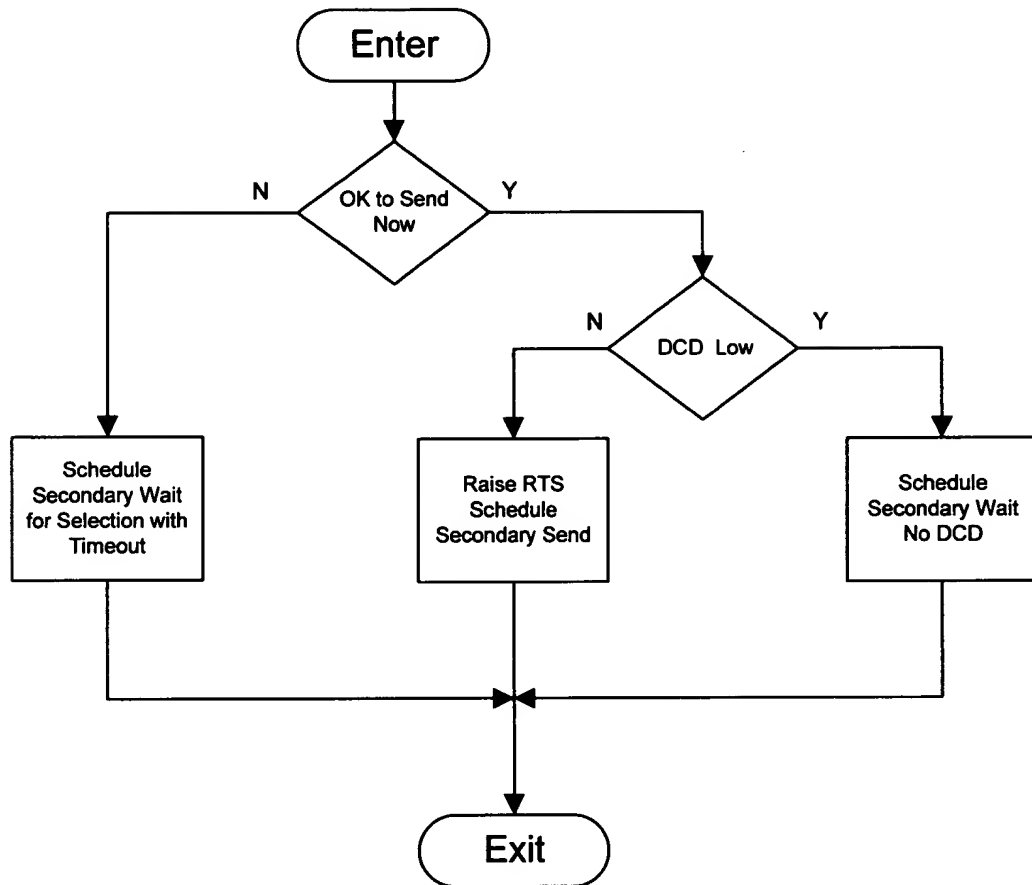 Enter
OK to Send
Now
N
Y
DCD Low
N
Y
Schedule
Secondary Wait
for Selection with
Timeout
Raise RTS
Schedule
Secondary Send
Schedule
Secondary Wait
No DCD
Exit